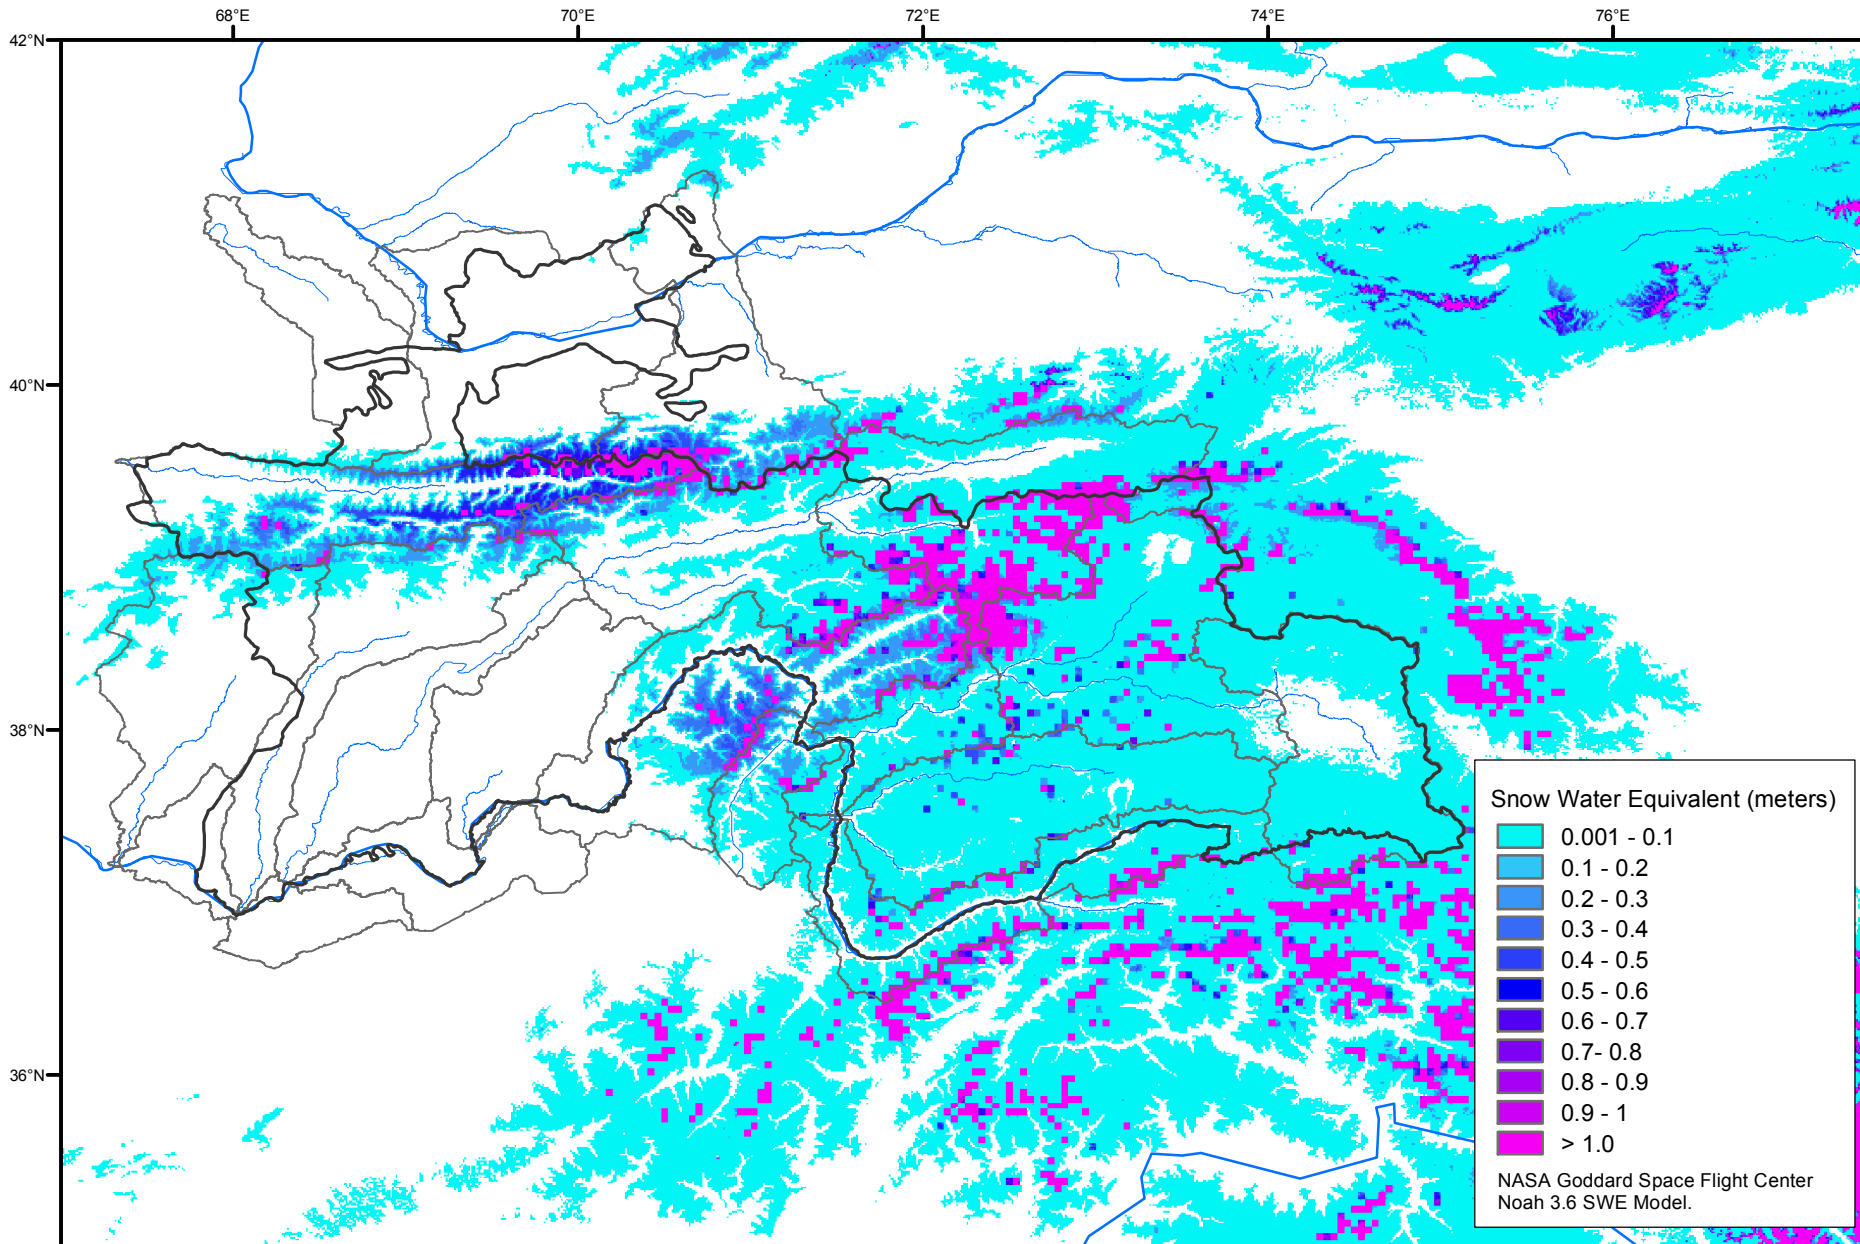 68°E
70°E
72°E
74°E
76°E
42°N
40°N
38°N
36°N
Snow Water Equivalent (meters)
0.001 - 0.1
0.1 - 0.2
0.2 - 0.3
0.3 - 0.4
0.4 - 0.5
0.5 - 0.6
0.6 - 0.7
0.7- 0.8
0.8 - 0.9
0.9 - 1
> 1.0
NASA Goddard Space Flight Center
Noah 3.6 SWE Model.